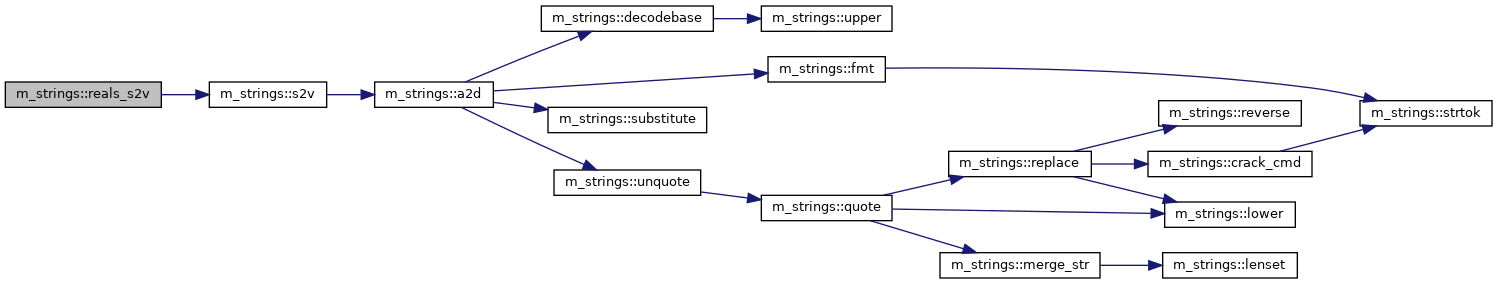 m_strings::reals_s2v
m_strings::s2v
m_strings::a2d
m_strings::decodebase
m_strings::upper
m_strings::fmt
m_strings::substitute
m_strings::unquote
m_strings::quote
m_strings::replace
m_strings::reverse
m_strings::crack_cmd
m_strings::strtok
m_strings::lower
m_strings::merge_str
m_strings::lenset